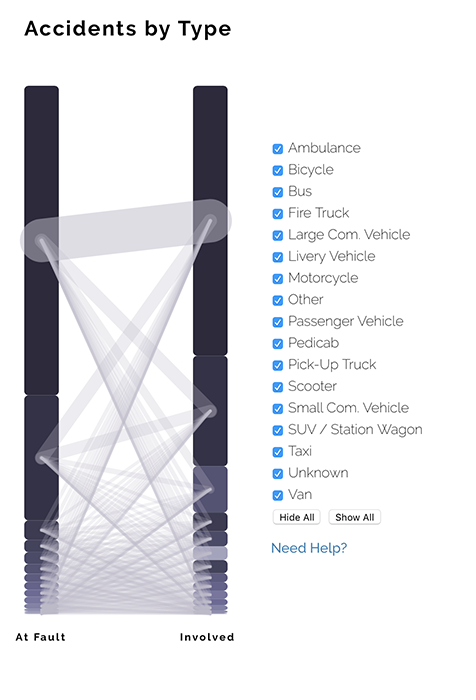 Accidents by Type
Ambulance
Bicycle
Bus
Fire Truck
Large Com. Vehicle
Livery Vehicle
Motorcycle
Other
Passenger Vehicle
Pedicab
Pick-Up Truck
Scooter
Small Com. Vehicle
SUV / Station Wagon
Taxi
Unknown
Van
Hide All Show All
Need Help?
At Fault Involved